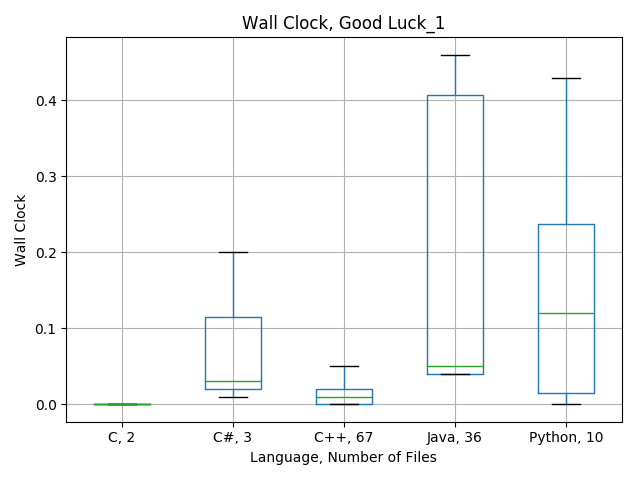 Wall Clock, Good Luck_1
Wall Clock
0.4
0.3
0.2
0.1
0.0
C, 2
C#, 3
C++, 67
Java, 36
Python, 10
Language, Number of Files